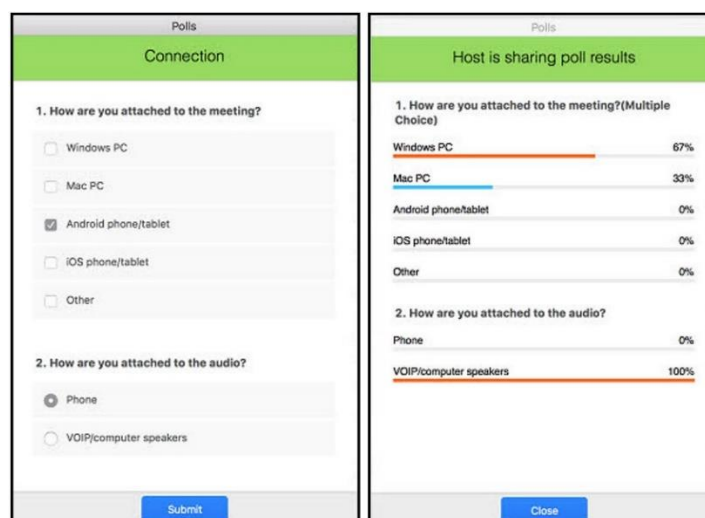 Polls
Connection
1. How are you attached to the meeting?
Windows PC
Mac PC
Android phone/tablet
iOS phone/tablet
Other
2. How are you attached to the audio?
Phone
VOIP/computer speakers
Submit
Polls
Host is sharing poll results
1. How are you attached to the meeting?(Multiple
Choice)
Windows PC 67%
Mac PC 33%
Android phone/tablet 0%
iOS phone/tablet 0%
Other 0%
2. How are you attached to the audio?
Phone 0%
VOIP/computer speakers 100%
Close